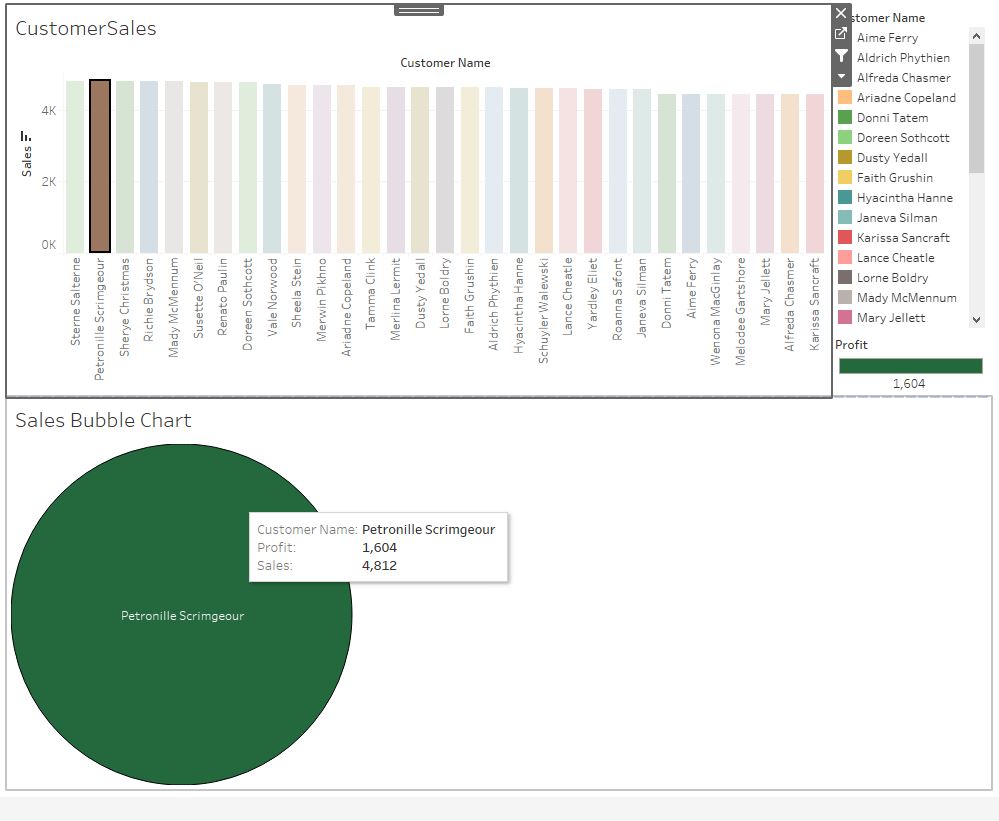 CustomerSales
Customer Name
Sales
4K
2K
0K
Sterne Salterne
Petronille Scrimgeour
Sherye Christmas
Richie Brydson
Mady McMennum
Susette O'Neil
Renato Paulin
Doreen Sothcott
Vale Norwood
Sheela Stein
Merwin Pikhno
Ariadne Copeland
Tamma Clink
Merlina Lermit
Dusty Yedall
Lorne Boldry
Faith Grushin
Aldrich Phythien
Hyacintha Hanne
Schuyler Walewski
Lance Cheatle
Yardley Ellet
Roanna Safont
Janeva Silman
Donni Tatem
Aime Ferry
Wenona MacGinlay
Melodee Gartshore
Mary Jellett
Alfreda Chasmer
Karissa Sancraft
stomer Name
Aime Ferry
Aldrich Phythien
Alfreda Chasmer
Ariadne Copeland
Donni Tatem
Doreen Sothcott
Dusty Yedall
Faith Grushin
Hyacintha Hanne
Janeva Silman
Karissa Sancraft
Lance Cheatle
Lorne Boldry
Mady McMennum
Mary Jellett
Profit
1,604
Sales Bubble Chart
Customer Name: Petronille Scrimgeour
Profit: 1,604
Sales: 4,812
Petronille Scrimgeour